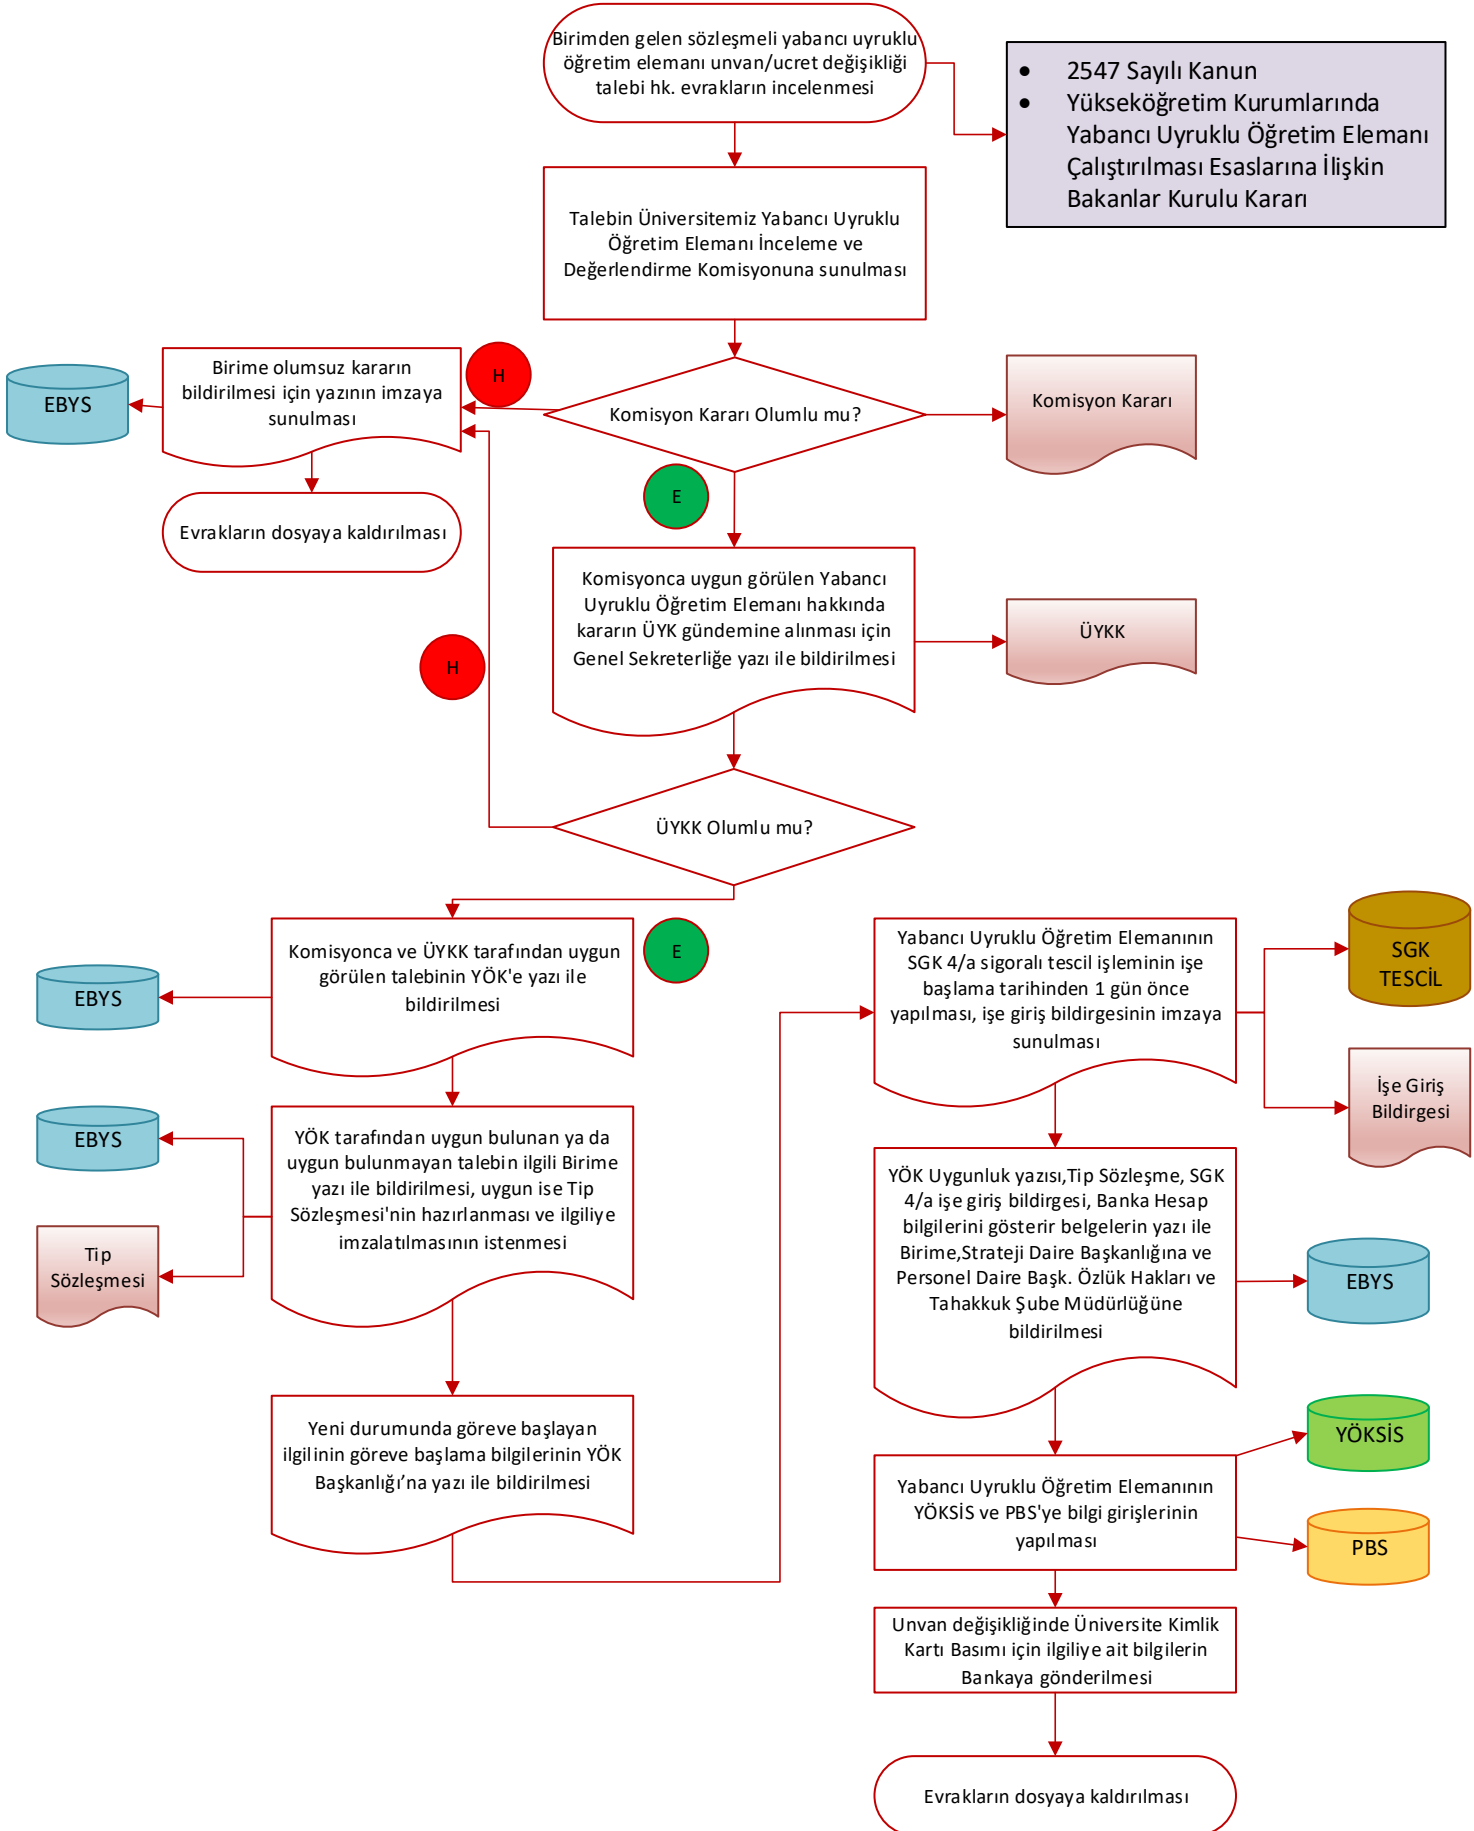 Birimden gelen sözleşmeli yabancı uyruklu
öğretim elemanı unvan/ucret değişikliği
talebi hk. evrakların incelenmesi
• 2547 Sayılı Kanun
• Yükseköğretim Kurumlarında
Yabancı Uyruklu Öğretim Elemanı
Çalıştırılması Esaslarına İlişkin
Bakanlar Kurulu Kararı
Talebin Üniversitemiz Yabancı Uyruklu
Öğretim Elemanı İnceleme ve
Değerlendirme Komisyonuna sunulması
EBYS
Birime olumsuz kararın
bildirilmesi için yazının imzaya
sunulması
H
Komisyon Kararı Olumlu mu?
Komisyon Kararı
E
Evrakların dosyaya kaldırılması
Komisyonca uygun görülen Yabancı
Uyruklu Öğretim Elemanı hakkında
kararın ÜYK gündemine alınması için
Genel Sekreterliğe yazı ile bildirilmesi
ÜYKK
H
ÜYKK Olumlu mu?
Komisyonca ve ÜYKK tarafından uygun
görülen talebinin YÖK'e yazı ile
bildirilmesi
E
EBYS
YÖK tarafından uygun bulunan ya da
uygun bulunmayan talebin ilgili Birime
yazı ile bildirilmesi, uygun ise Tip
Sözleşmesi'nin hazırlanması ve ilgiliye
imzalatılmasının istenmesi
EBYS
Tip
Sözleşmesi
Yeni durumunda göreve başlayan
ilgilinin göreve başlama bilgilerinin YÖK
Başkanlığı’na yazı ile bildirilmesi
Yabancı Uyruklu Öğretim Elemanının
SGK 4/a sigoralı tescil işleminin işe
başlama tarihinden 1 gün önce
yapılması, işe giriş bildirgesinin imzaya
sunulması
SGK
TESCİL
İşe Giriş
Bildirgesi
YÖK Uygunluk yazısı,Tip Sözleşme, SGK
4/a işe giriş bildirgesi, Banka Hesap
bilgilerini gösterir belgelerin yazı ile
Birime,Strateji Daire Başkanlığına ve
Personel Daire Başk. Özlük Hakları ve
Tahakkuk Şube Müdürlüğüne
bildirilmesi
EBYS
Yabancı Uyruklu Öğretim Elemanının
YÖKSİS ve PBS'ye bilgi girişlerinin
yapılması
YÖKSİS
PBS
Unvan değişikliğinde Üniversite Kimlik
Kartı Basımı için ilgiliye ait bilgilerin
Bankaya gönderilmesi
Evrakların dosyaya kaldırılması